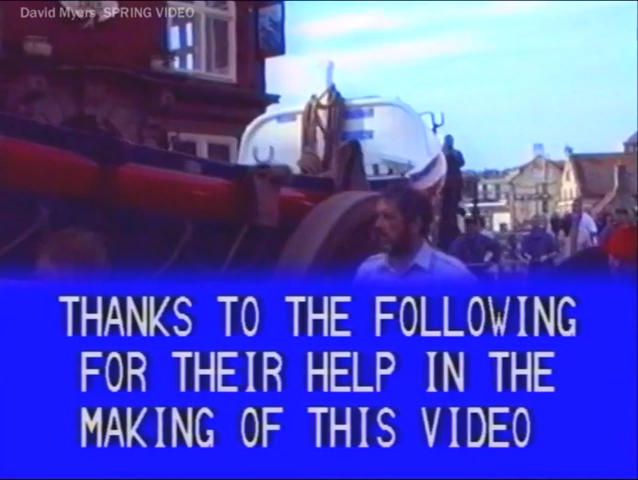 David Myers SPRING VIDEO
THANKS TO THE FOLLOWING
FOR THEIR HELP IN THE
MAKING OF THIS VIDEO